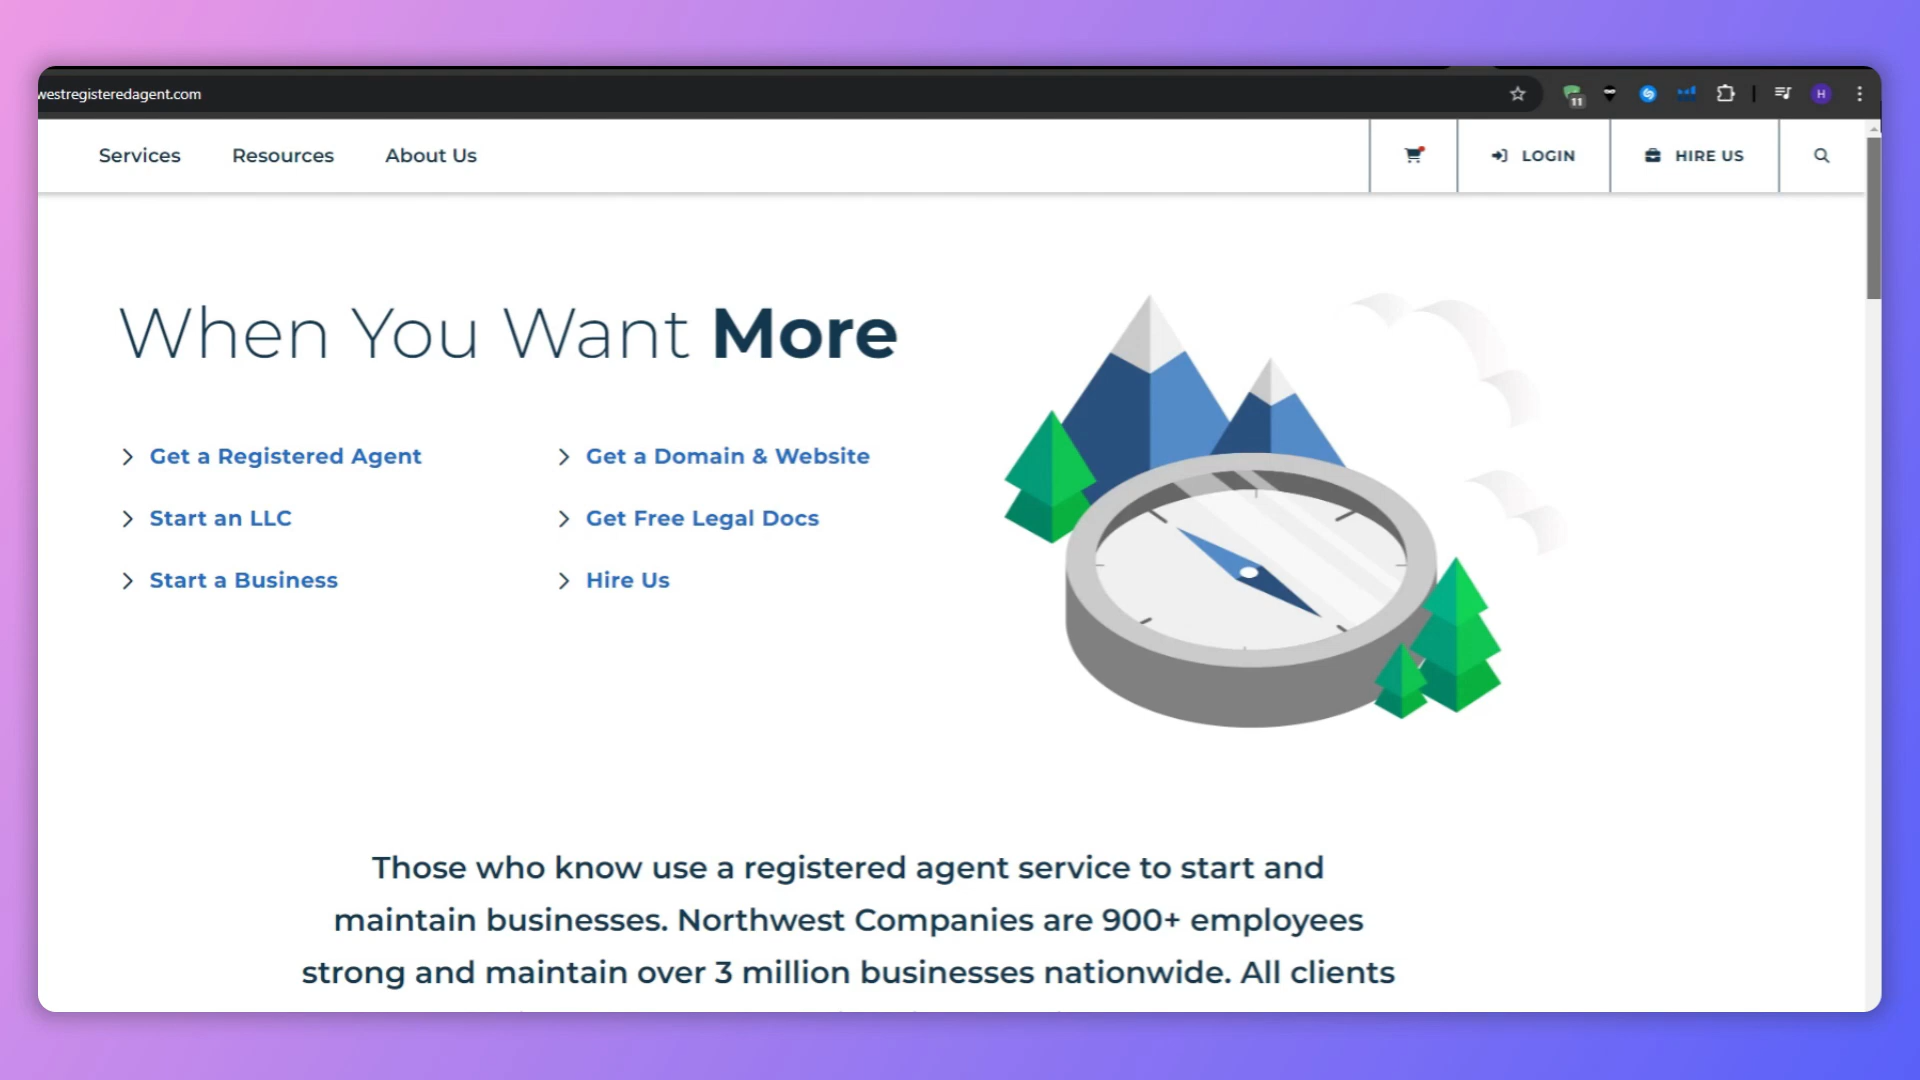 westregisteredagent.com
11
H
Services
Resources
About Us
LOGIN
HIRE US
When You Want More
Get a Registered Agent
Get a Domain & Website
Start an LLC
Get Free Legal Docs
Start a Business
Hire Us
Those who know use a registered agent service to start and
maintain businesses. Northwest Companies are 900+ employees
strong and maintain over 3 million businesses nationwide. All clients